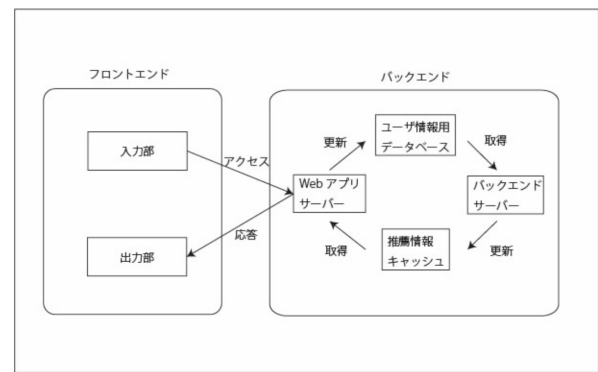 フロントエンド
バックエンド
入力部
出力部
アクセス
応答
Webアプリ
サーバー
更新
ユーザ情報用
データベース
取得
バックエンド
サーバー
更新
推薦情報
キャッシュ
取得